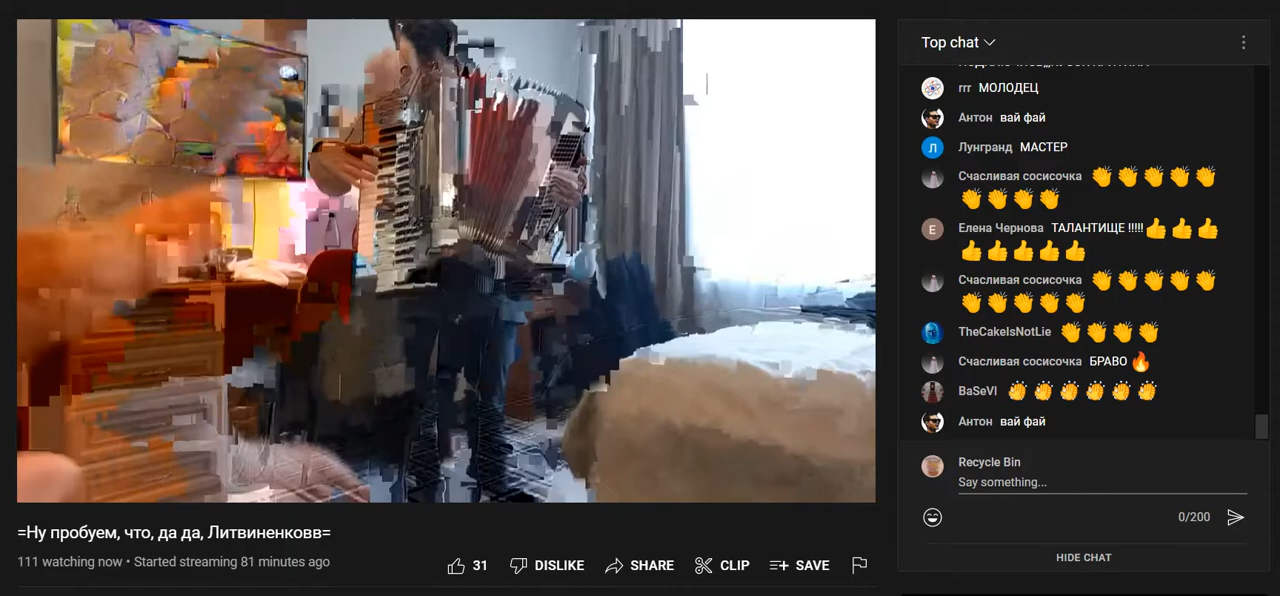 Top chat
rrr МОЛОДЕЦ
Антон вай фай
Л
Лунгранд МАСТЕР
Счасливая сосисочка 👏👏👏👏👏
👏👏👏👏
Е
Елена Чернова ТАЛАНТИЩЕ !!!!!👍👍👍
👍👍👍👍👍
Счасливая сосисочка 👏👏👏👏👏
👏👏👏👏👏
TheCakeIsNotLie 👏👏👏👏
Счасливая сосисочка БРАВО🔥
BaSeVI 👏👏👏👏👏👏
Антон вай фай
Recycle Bin
Say something...
0/200
HIDE CHAT
=Ну пробуем, что, да да, Литвиненковв=
111 watching now • Started streaming 81 minutes ago
31 DISLIKE SHARE CLIP SAVE